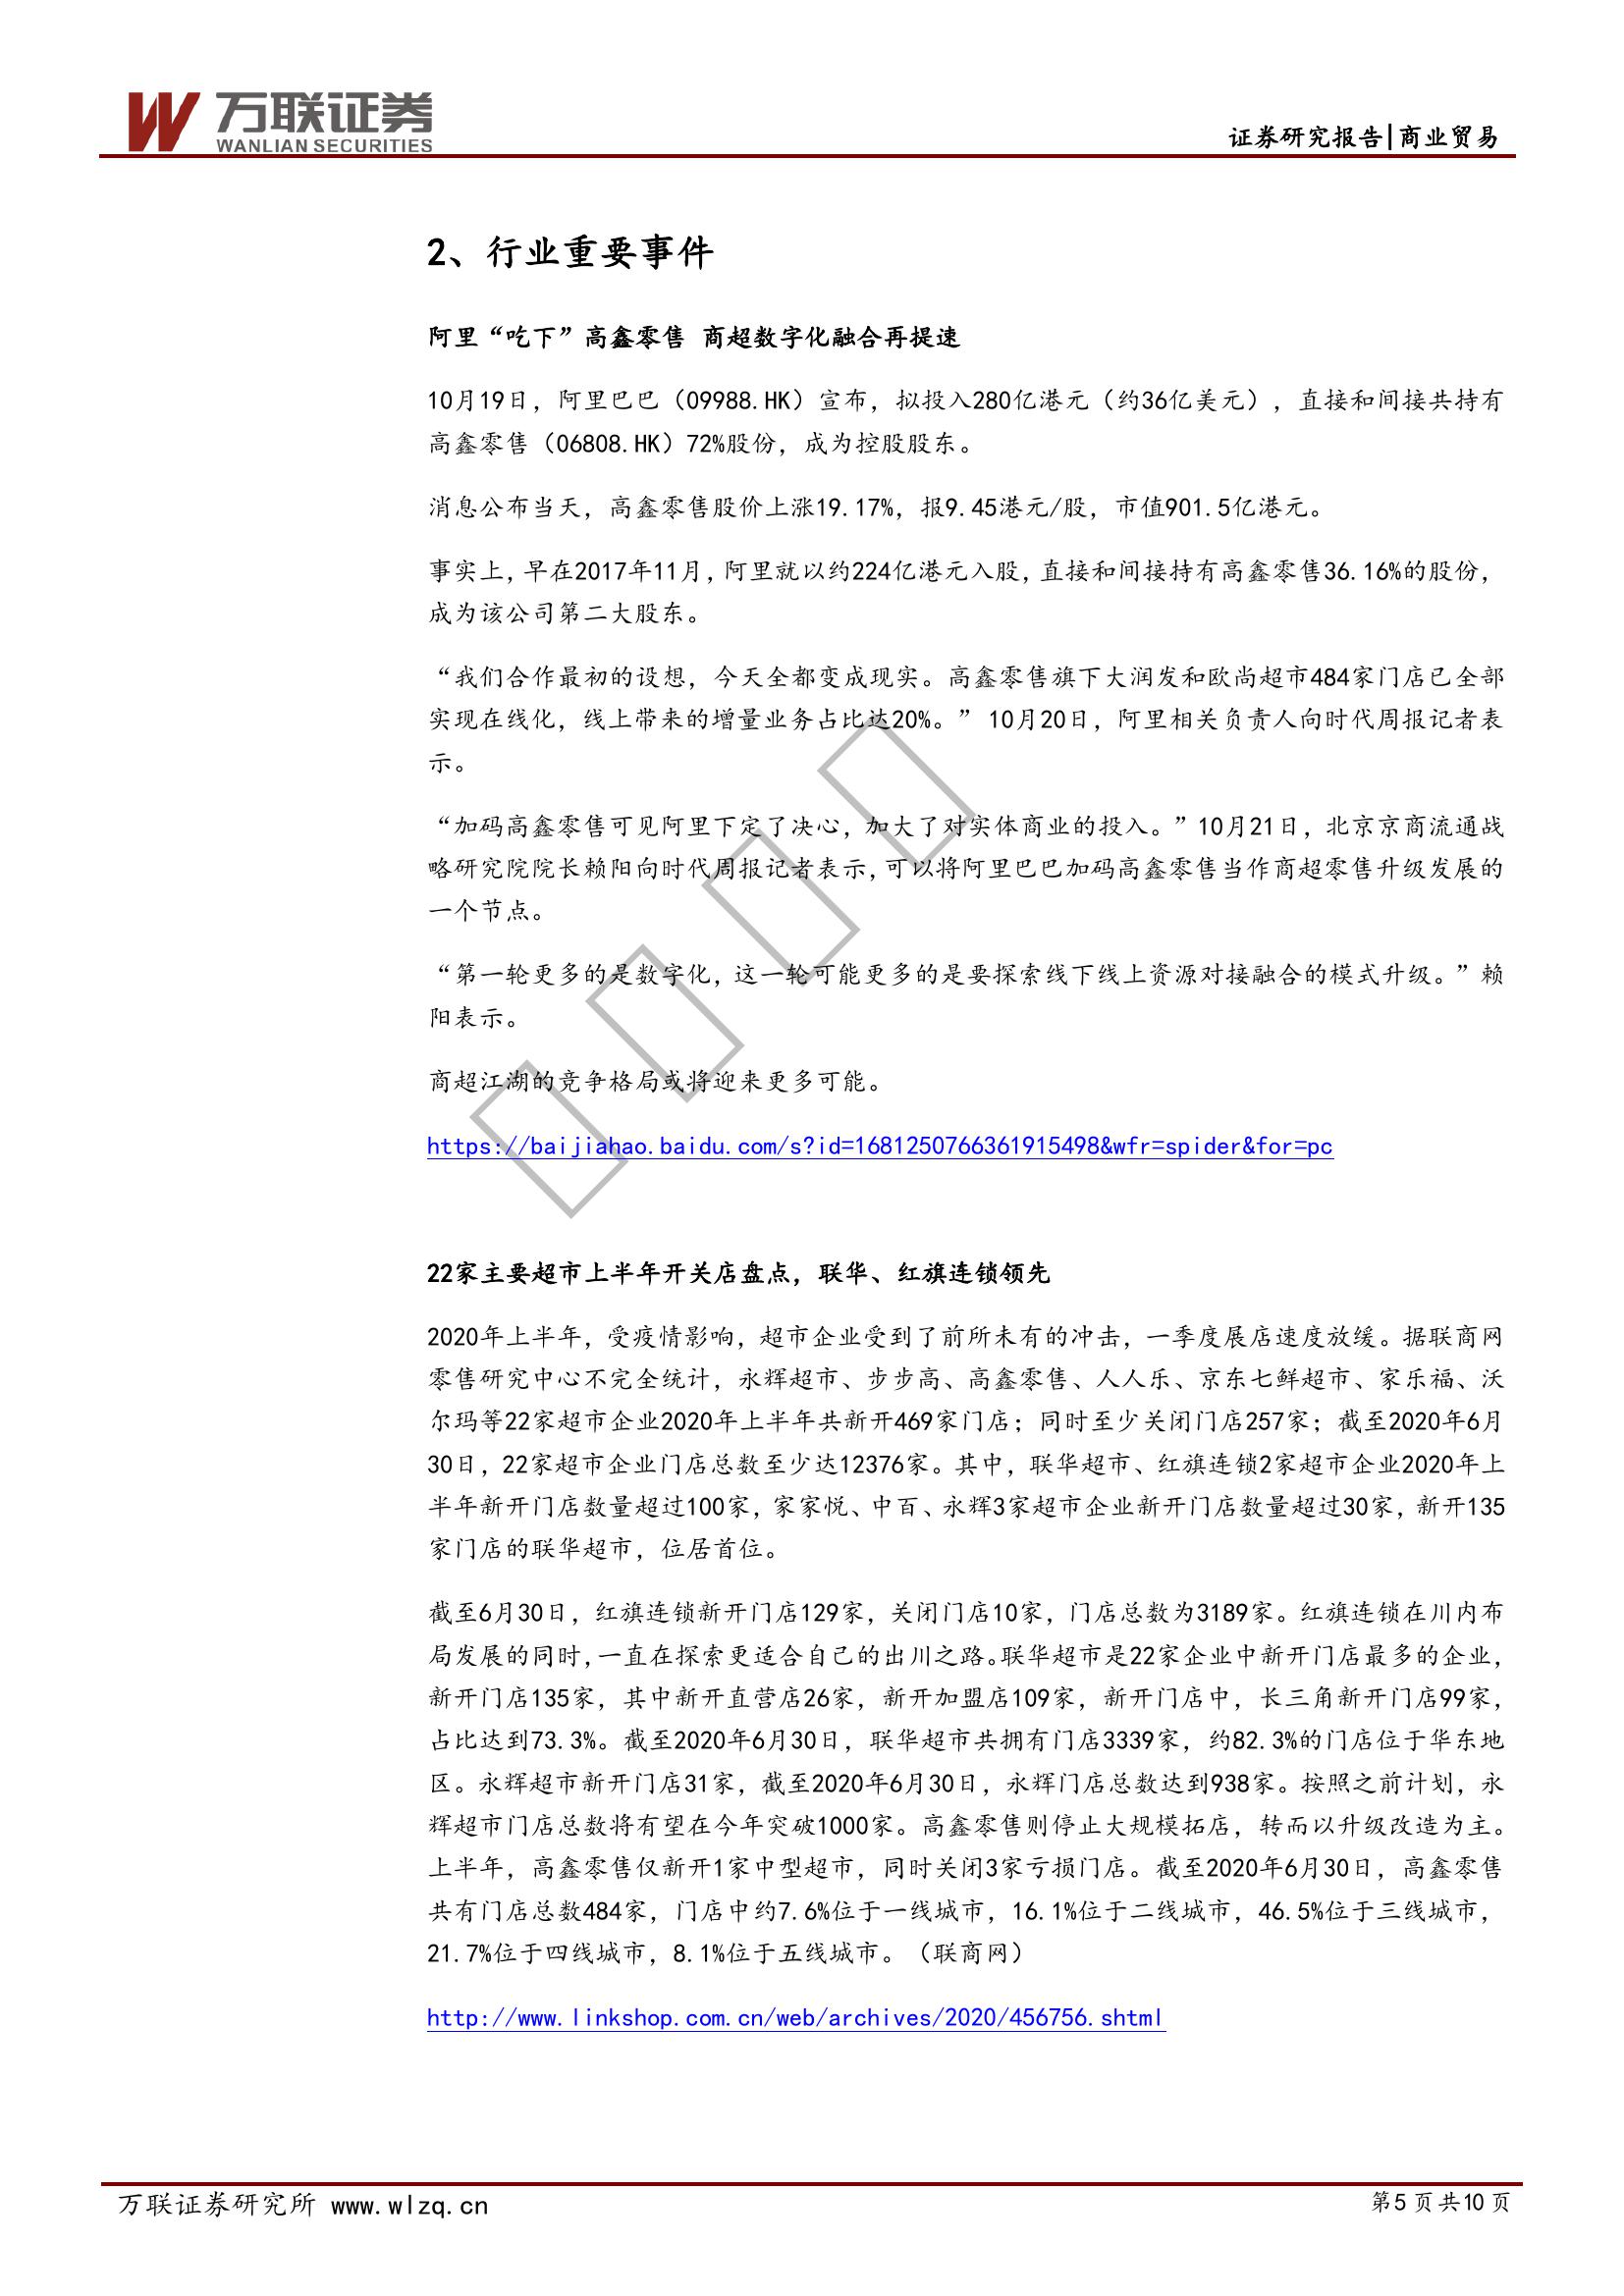 万联证券
WANLIAN SECURITIES
证券研究报告|商业贸易
2、行业重要事件
阿里“吃下”高鑫零售 商超数字化融合再提速
10月19日，阿里巴巴（09988.HK）宣布，拟投入280亿港元（约36亿美元），直接和间接共持有
高鑫零售（06808.HK）72%股份，成为控股股东。
消息公布当天，高鑫零售股价上涨19.17%，报9.45港元/股，市值901.5亿港元。
事实上，早在2017年11月，阿里就以约224亿港元入股，直接和间接持有高鑫零售36.16%的股份，
成为该公司第二大股东。
“我们合作最初的设想，今天全都变成现实。高鑫零售旗下大润发和欧尚超市484家门店已全部
实现在线化，线上带来的增量业务占比达20%。” 10月20日，阿里相关负责人向时代周报记者表
示。
“加码高鑫零售可见阿里下定了决心，加大了对实体商业的投入。”10月21日，北京京商流通战
略研究院院长赖阳向时代周报记者表示，可以将阿里巴巴加码高鑫零售当作商超零售升级发展的
一个节点。
“第一轮更多的是数字化，这一轮可能更多的是要探索线下线上资源对接融合的模式升级。”赖
阳表示。
商超江湖的竞争格局或将迎来更多可能。
https://baijiahao.baidu.com/s?id=1681250766361915498&wfr=spider&for=pc
22家主要超市上半年开关店盘点，联华、红旗连锁领先
2020年上半年，受疫情影响，超市企业受到了前所未有的冲击，一季度展店速度放缓。据联商网
零售研究中心不完全统计，永辉超市、步步高、高鑫零售、人人乐、京东七鲜超市、家乐福、沃
尔玛等22家超市企业2020年上半年共新开469家门店；同时至少关闭门店257家；截至2020年6月
30日，22家超市企业门店总数至少达12376家。其中，联华超市、红旗连锁2家超市企业2020年上
半年新开门店数量超过100家，家家悦、中百、永辉3家超市企业新开门店数量超过30家，新开135
家门店的联华超市，位居首位。
截至6月30日，红旗连锁新开门店129家，关闭门店10家，门店总数为3189家。红旗连锁在川内布
局发展的同时，一直在探索更适合自己的出川之路。联华超市是22家企业中新开门店最多的企业，
新开门店135家，其中新开直营店26家，新开加盟店109家，新开门店中，长三角新开门店99家，
占比达到73.3%。截至2020年6月30日，联华超市共拥有门店3339家，约82.3%的门店位于华东地
区。永辉超市新开门店31家，截至2020年6月30日，永辉门店总数达到938家。按照之前计划，永
辉超市门店总数将有望在今年突破1000家。高鑫零售则停止大规模拓店，转而以升级改造为主。
上半年，高鑫零售仅新开1家中型超市，同时关闭3家亏损门店。截至2020年6月30日，高鑫零售
共有门店总数484家，门店中约7.6%位于一线城市，16.1%位于二线城市，46.5%位于三线城市，
21.7%位于四线城市，8.1%位于五线城市。（联商网）
http://www.linkshop.com.cn/web/archives/2020/456756.shtml
万联证券研究所 www.wlzq.cn
第5 页 共10 页